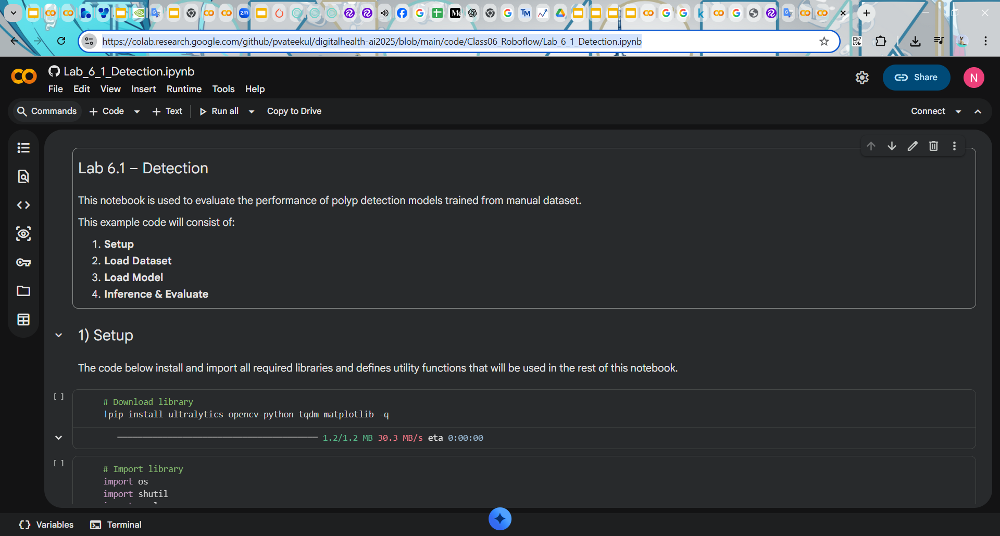 https://colab.research.google.com/github/pvateekul/digitalhealth-ai2025/blob/main/code/Class06_Roboflow/Lab_6_1_Detection.ipynb
Lab_6_1_Detection.ipynb
File Edit View Insert Runtime Tools Help
Share
N
Commands + Code + Text Run all Copy to Drive
Connect
Lab 6.1 – Detection
This notebook is used to evaluate the performance of polyp detection models trained from manual dataset.
This example code will consist of:
1. Setup
2. Load Dataset
3. Load Model
4. Inference & Evaluate
1) Setup
The code below install and import all required libraries and defines utility functions that will be used in the rest of this notebook.
[ ]
# Download library
!pip install ultralytics opencv-python tqdm matplotlib -q
1.2/1.2 MB 30.3 MB/s eta 0:00:00
[ ]
# Import library
import os
import shutil
{} Variables Terminal